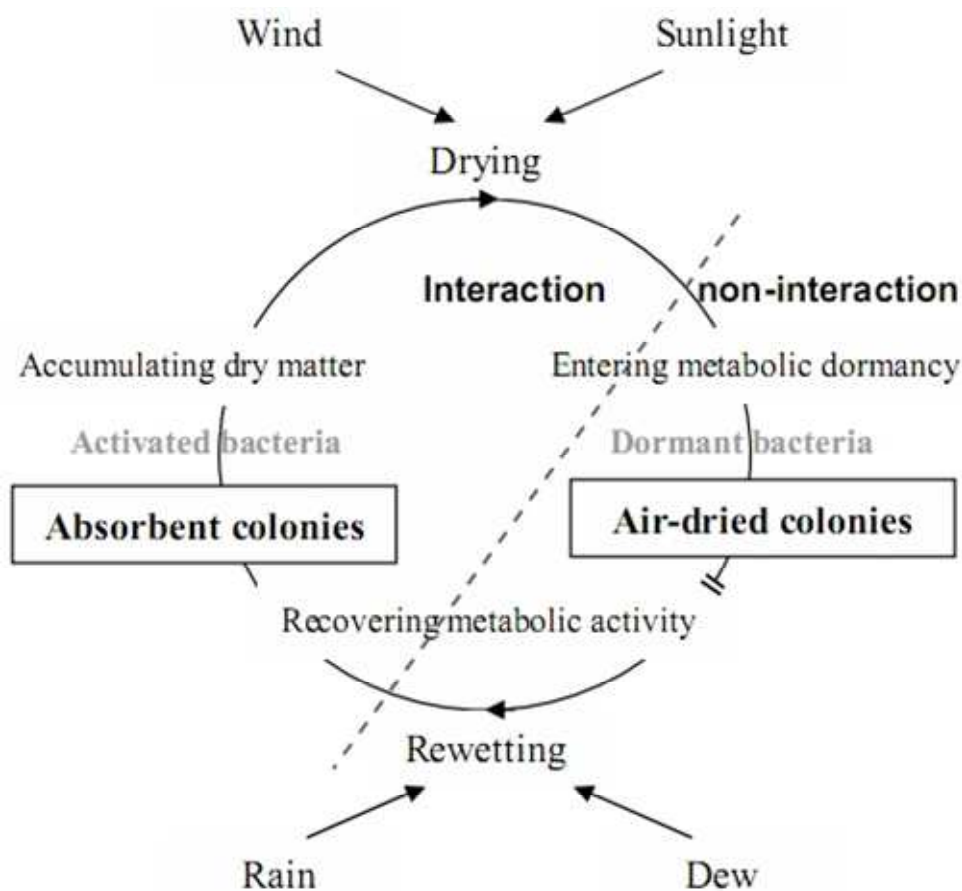 Wind
Sunlight
Drying
Interaction
non-interaction
Accumulating dry matter
Entering metabolic dormancy
Activated bacteria
Dormant bacteria
Absorbent colonies
Air-dried colonies
Recovering metabolic activity
Rewetting
Rain
Dew